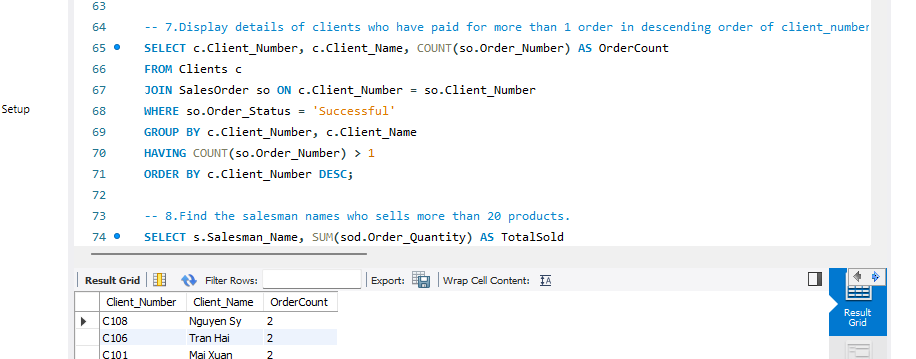 63
64 -- 7.Display details of clients who have paid for more than 1 order in descending order of client_number
65 SELECT c.Client_Number, c.Client_Name, COUNT(so.Order_Number) AS OrderCount
66 FROM Clients c
67 JOIN SalesOrder so ON c.Client_Number = so.Client_Number
Setup
68 WHERE so.Order_Status = 'Successful'
69 GROUP BY c.Client_Number, c.Client_Name
70 HAVING COUNT(so.Order_Number) > 1
71 ORDER BY c.Client_Number DESC;
72
73 -- 8.Find the salesman names who sells more than 20 products.
74 SELECT s.Salesman_Name, SUM(sod.Order_Quantity) AS TotalSold
Result Grid Filter Rows: Export: Wrap Cell Content:
Client_Number Client_Name OrderCount
C108 Nguyen Sy 2
C106 Tran Hai 2
C101 Mai Xuan 2
Result
Grid